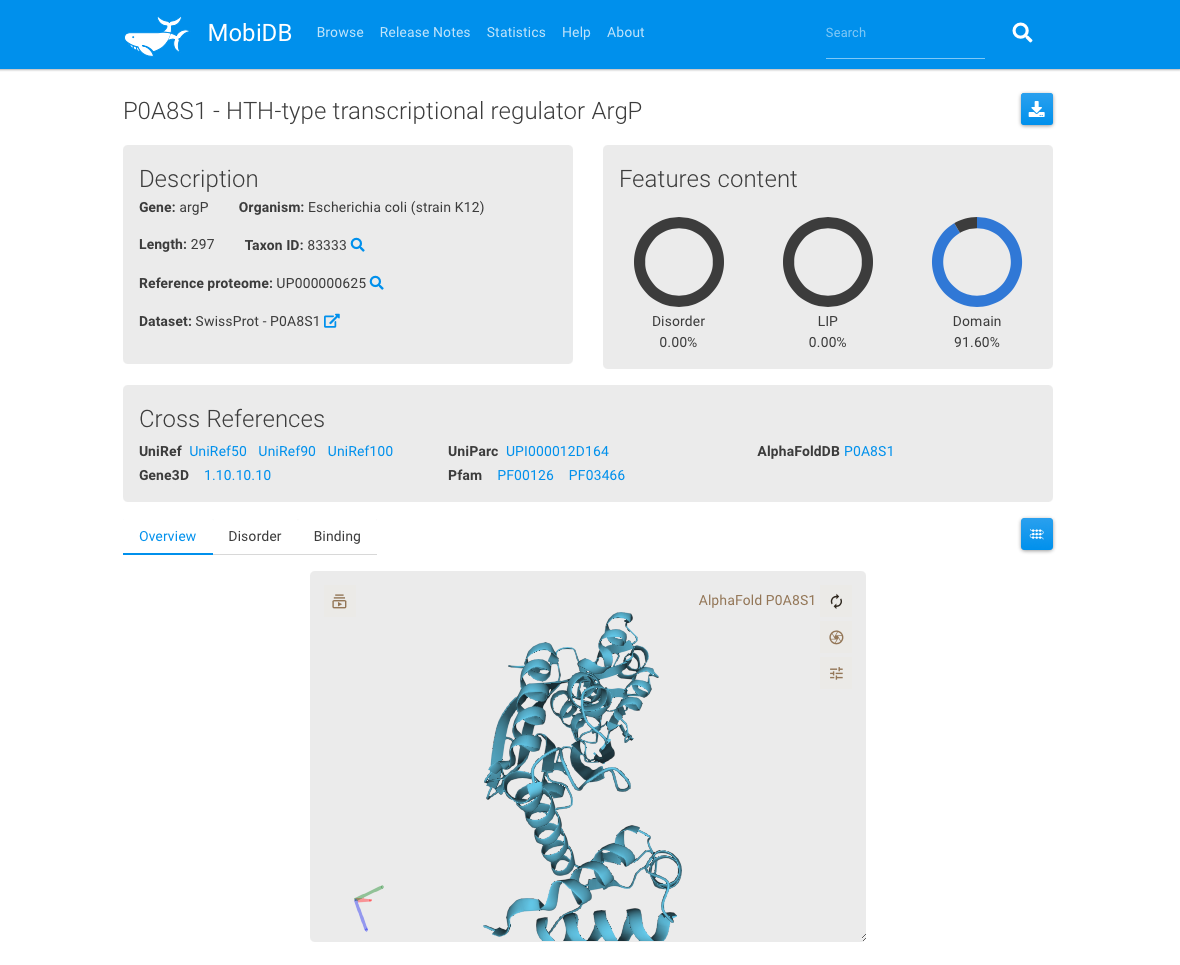 MobiDB Browse Release Notes Statistics Help About Search
P0A8S1 - HTH-type transcriptional regulator ArgP
Description
Gene: argP Organism: Escherichia coli (strain K12)
Length: 297 Taxon ID: 83333
Reference proteome: UP000000625
Dataset: SwissProt - P0A8S1
Features content
Disorder LIP Domain
0.00% 0.00% 91.60%
Cross References
UniRef UniRef50 UniRef90 UniRef100 UniParc UPI000012D164 AlphaFoldDB P0A8S1
Gene3D 1.10.10.10 Pfam PF00126 PF03466
Overview Disorder Binding
AlphaFold P0A8S1